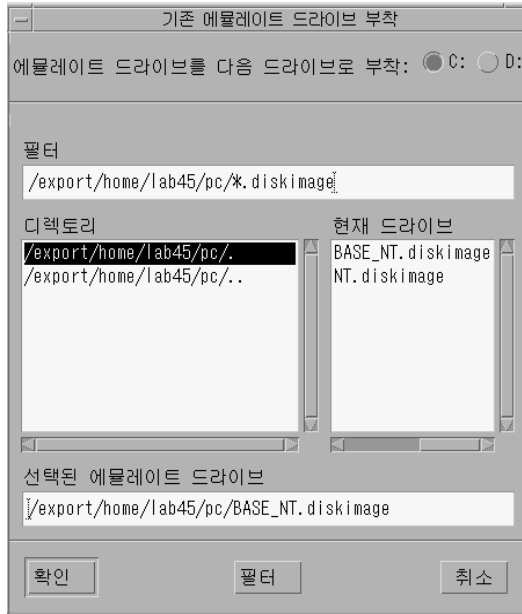 기존 에뮬레이트 드라이브 부착
에뮬레이트 드라이브를 다음 드라이브로 부착: C: D:
필터
/export/home/lab45/pc/*.diskimage
디렉토리 현재 드라이브
/export/home/lab45/pc/. BASE_NT.diskimage
/export/home/lab45/pc/.. NT.diskimage
선택된 에뮬레이트 드라이브
/export/home/lab45/pc/BASE_NT.diskimage
확인 필터 취소